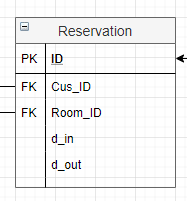 Reservation
PK ID
FK Cus_ID
FK Room_ID
d_in
d_out